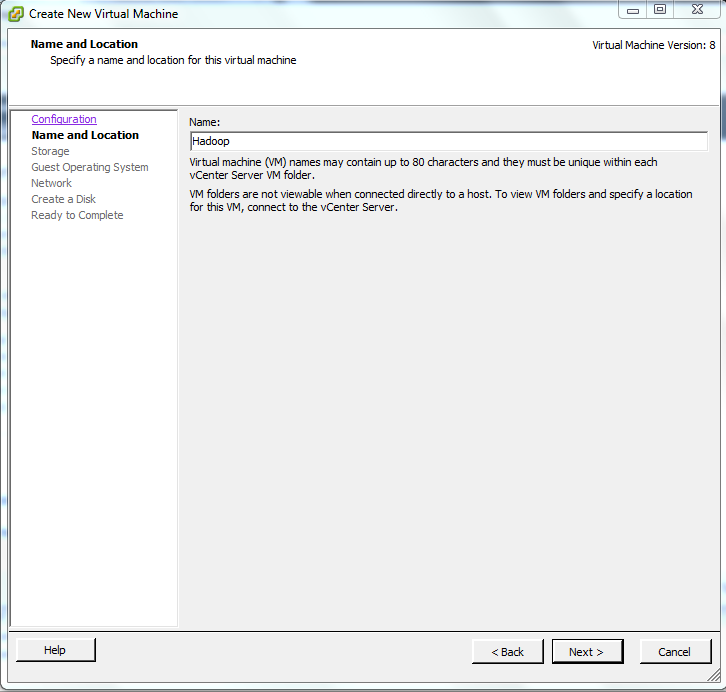 Create New Virtual Machine
Name and Location
Specify a name and location for this virtual machine
Virtual Machine Version: 8
Configuration
Name and Location
Storage
Guest Operating System
Network
Create a Disk
Ready to Complete
Name:
Hadoop
Virtual machine (VM) names may contain up to 80 characters and they must be unique within each
vCenter Server VM folder.
VM folders are not viewable when connected directly to a host. To view VM folders and specify a location
for this VM, connect to the vCenter Server.
Help
< Back
Next >
Cancel